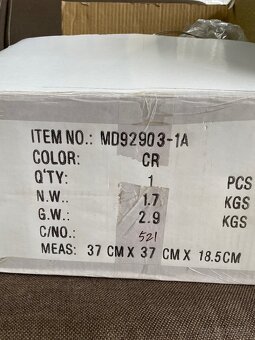 ITEM NO.: MD92903-1A
COLOR: CR
Q'TY: 1 PCS
N.W.: 1.7 KGS
G.W.: 2.9 KGS
C/NO.: 521
MEAS: 37 CM X 37 CM X 18.5CM